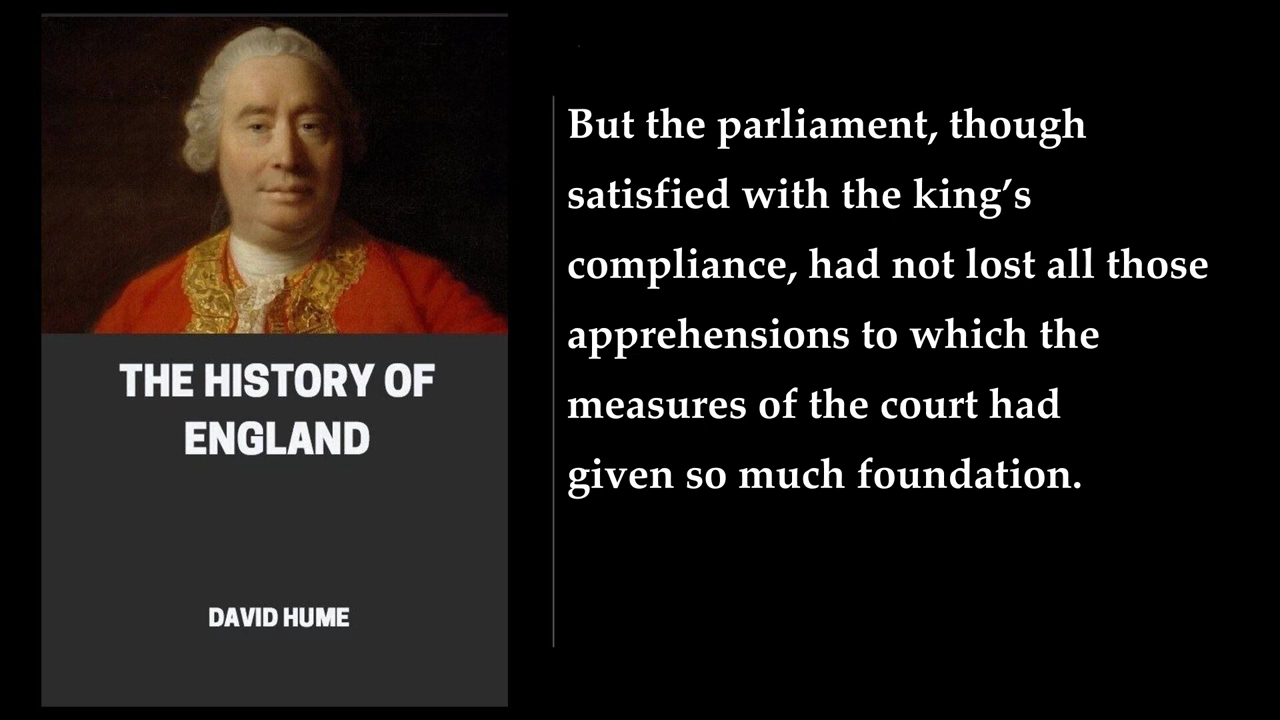 THE HISTORY OF
ENGLAND
DAVID HUME
But the parliament, though
satisfied with the king’s
compliance, had not lost all those
apprehensions to which the
measures of the court had
given so much foundation.